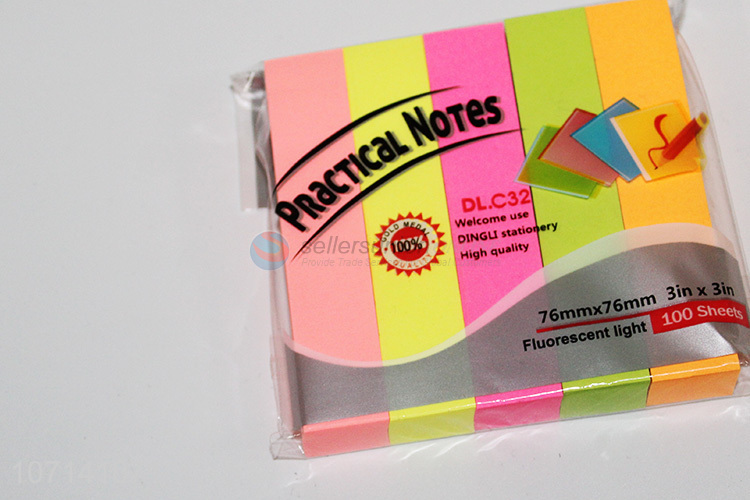 Practical Notes
DL.C32
Welcome use
DINGLI stationery
High quality
GOLD MEDAL
100%
QUALITY
sellers
76mmx76mm 3in x 3in
Fluorescent light 100 Sheets